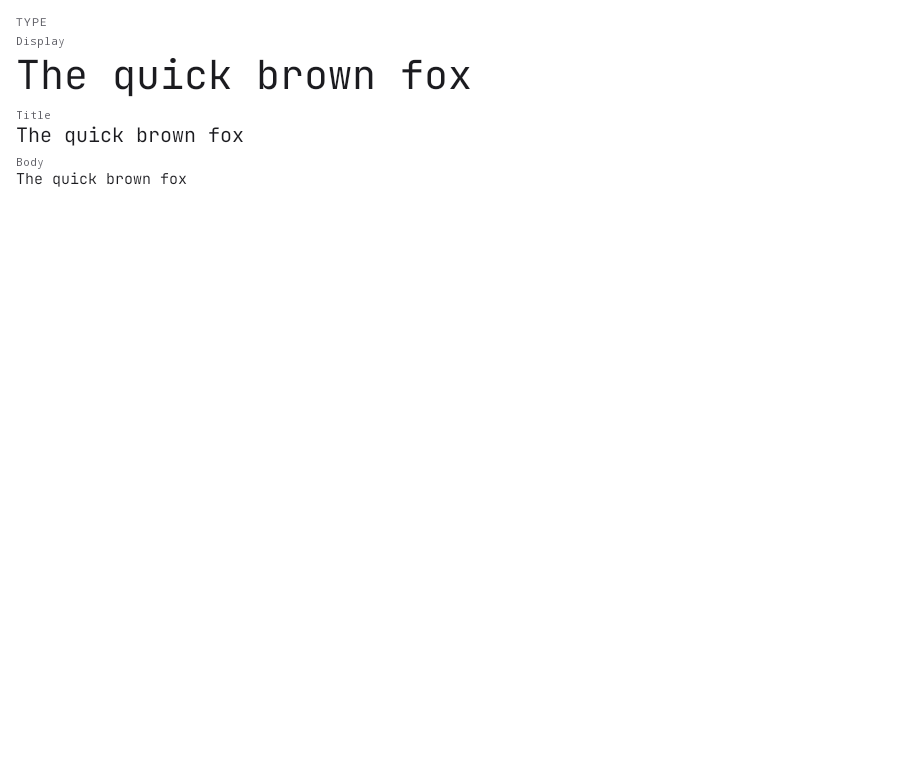 TYPE
Display
The quick brown fox
Title
The quick brown fox
Body
The quick brown fox